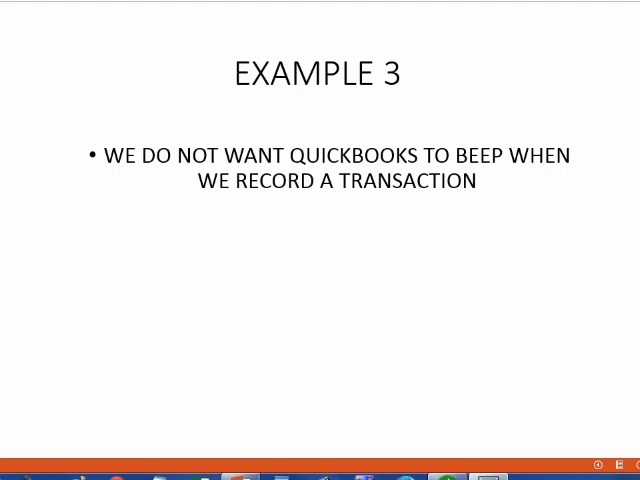 EXAMPLE 3
• WE DO NOT WANT QUICKBOOKS TO BEEP WHEN
WE RECORD A TRANSACTION